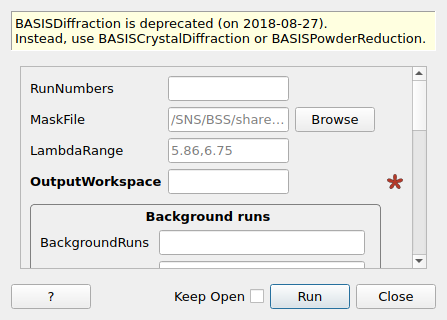 BASISDiffraction is deprecated (on 2018-08-27).
Instead, use BASISCrystalDiffraction or BASISPowderReduction.
RunNumbers
MaskFile /SNS/BSS/share... Browse
LambdaRange 5.86,6.75
OutputWorkspace *
Background runs
BackgroundRuns
? Keep Open Run Close